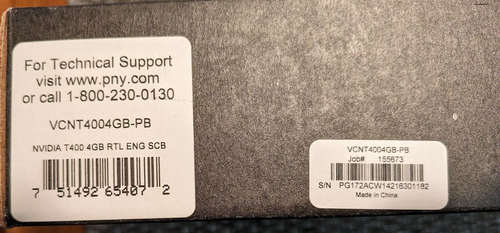 For Technical Support
visit www.pny.com
or call 1-800-230-0130
VCNT4004GB-PB
NVIDIA T400 4GB RTL ENG SCB
7 51492 65407 2
VCNT4004GB-PB
Job#: 155673
S/N PG172ACW14216301182
Made in China